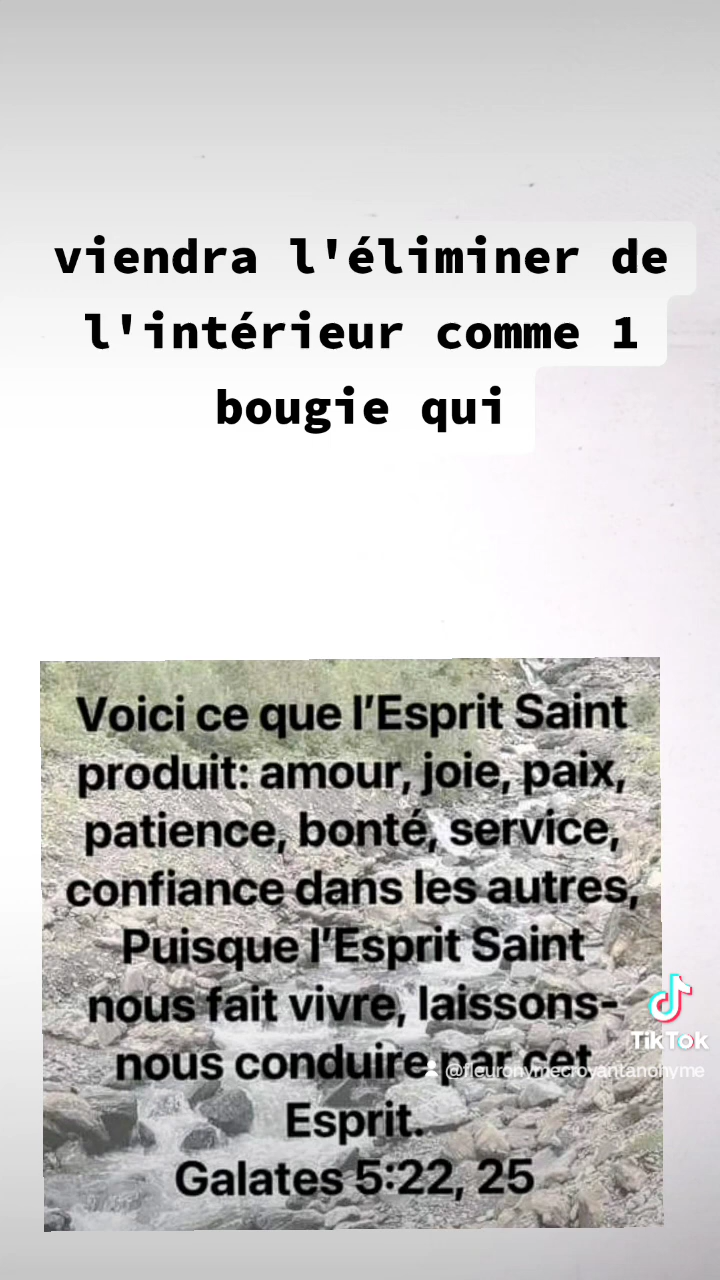 viendra l'éliminer de
l'intérieur comme 1
bougie qui
Voici ce que l'Esprit Saint
produit: amour, joie, paix,
patience, bonté, service,
confiance dans les autres,
Puisque l'Esprit Saint
nous fait vivre, laissons-
nous conduire par cet
Esprit.
Galates 5:22, 25
TikTok
@fleuronymecroyantanonyme